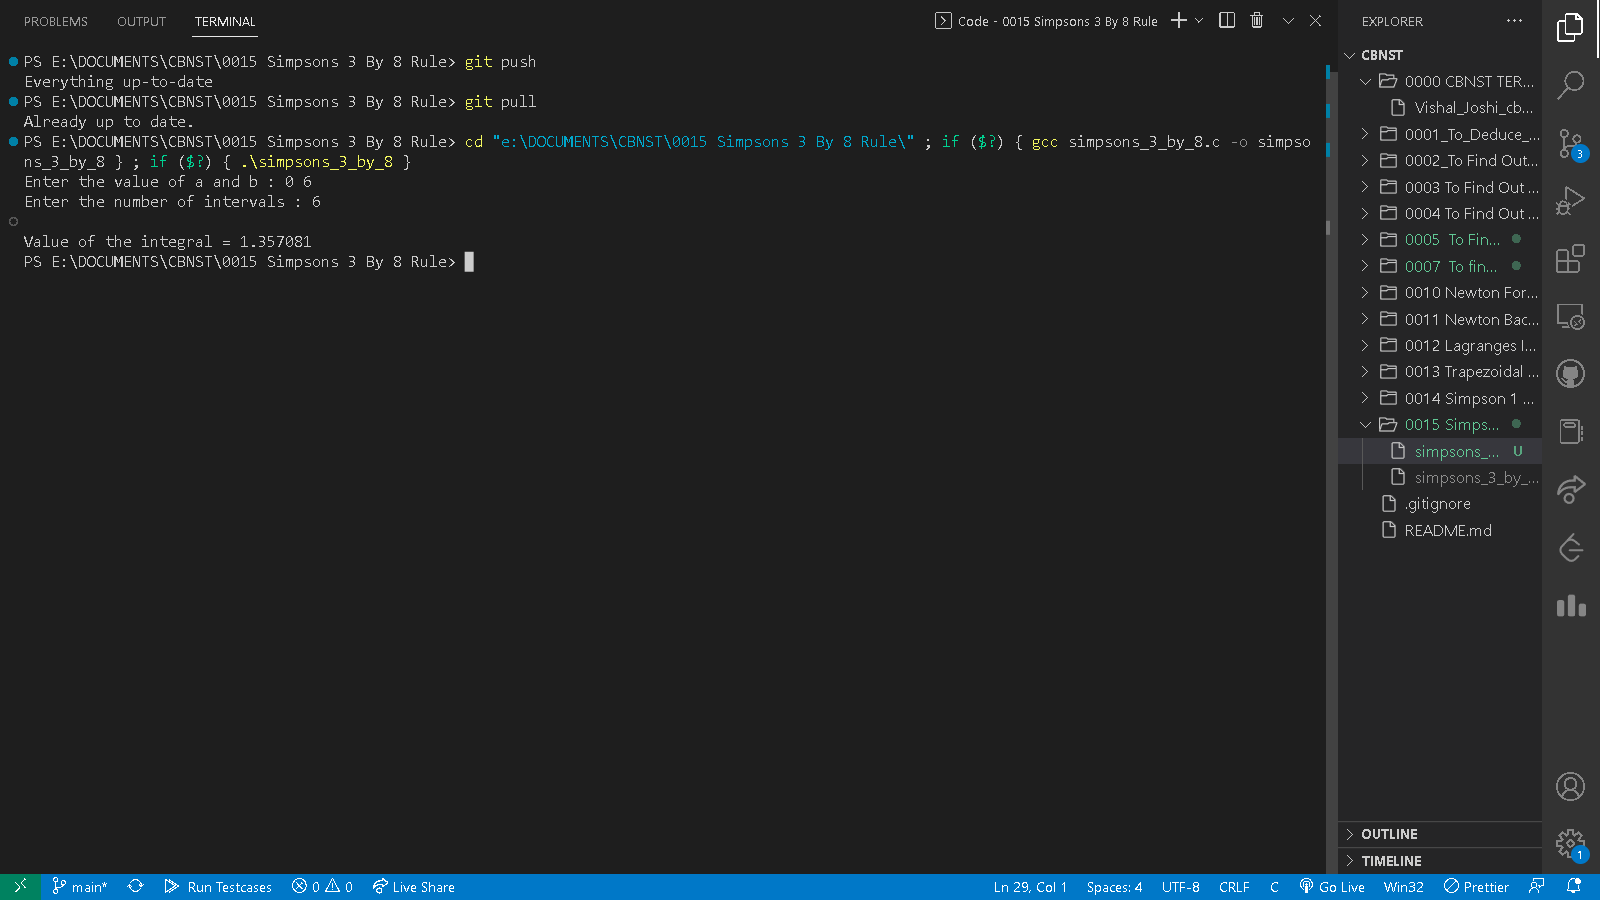 PROBLEMS OUTPUT TERMINAL
Code - 0015 Simpsons 3 By 8 Rule
PS E:\DOCUMENTS\CBNST\0015 Simpsons 3 By 8 Rule> git push
Everything up-to-date
PS E:\DOCUMENTS\CBNST\0015 Simpsons 3 By 8 Rule> git pull
Already up to date.
PS E:\DOCUMENTS\CBNST\0015 Simpsons 3 By 8 Rule> cd "e:\DOCUMENTS\CBNST\0015 Simpsons 3 By 8 Rule\" ; if ($?) { gcc simpsons_3_by_8.c -o simpso
ns_3_by_8 } ; if ($?) { .\simpsons_3_by_8 }
Enter the value of a and b : 0 6
Enter the number of intervals : 6
Value of the integral = 1.357081
PS E:\DOCUMENTS\CBNST\0015 Simpsons 3 By 8 Rule>
EXPLORER
CBNST
0000 CBNST TER...
Vishal_Joshi_cb...
0001_To_Deduce_...
0002_To Find Out...
0003 To Find Out ...
0004 To Find Out ...
0005 To Fin...
0007 To fin...
0010 Newton For...
0011 Newton Bac...
0012 Lagranges I...
0013 Trapezoidal ...
0014 Simpson 1 ...
0015 Simps...
simpsons_... U
simpsons_3_by_...
.gitignore
README.md
OUTLINE
TIMELINE
3
1
main* Run Testcases 0 0 Live Share
Ln 29, Col 1 Spaces: 4 UTF-8 CRLF C Go Live Win32 Prettier